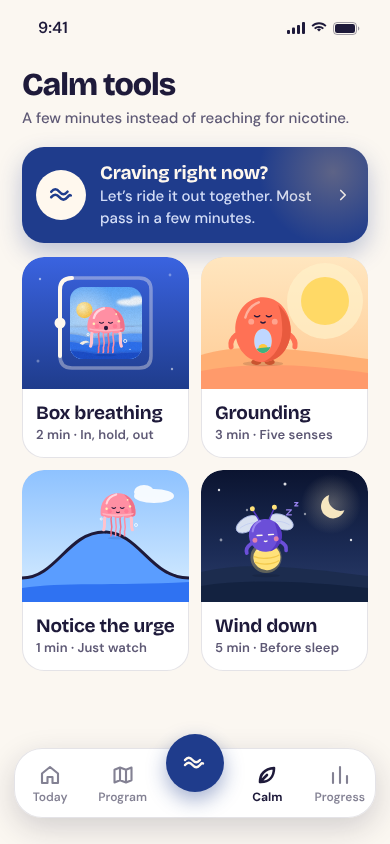 9:41
Calm tools
A few minutes instead of reaching for nicotine.
Craving right now?
Let's ride it out together. Most
pass in a few minutes.
Box breathing
2 min · In, hold, out
Grounding
3 min · Five senses
Notice the urge
1 min · Just watch
z z
Wind down
5 min · Before sleep
Today
Program
Calm
Progress